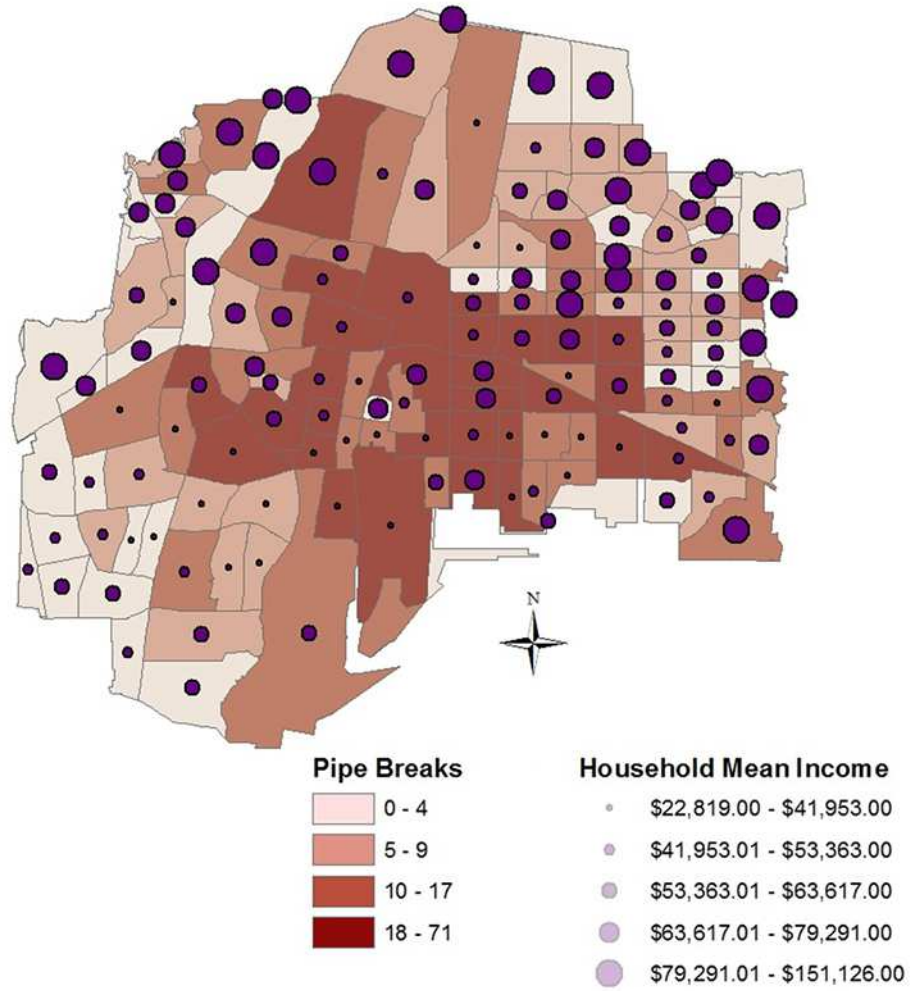 N
Pipe Breaks
0 - 4
5 - 9
10 - 17
18 - 71
Household Mean Income
$22,819.00 - $41,953.00
$41,953.01 - $53,363.00
$53,363.01 - $63,617.00
$63,617.01 - $79,291.00
$79,291.01 - $151,126.00